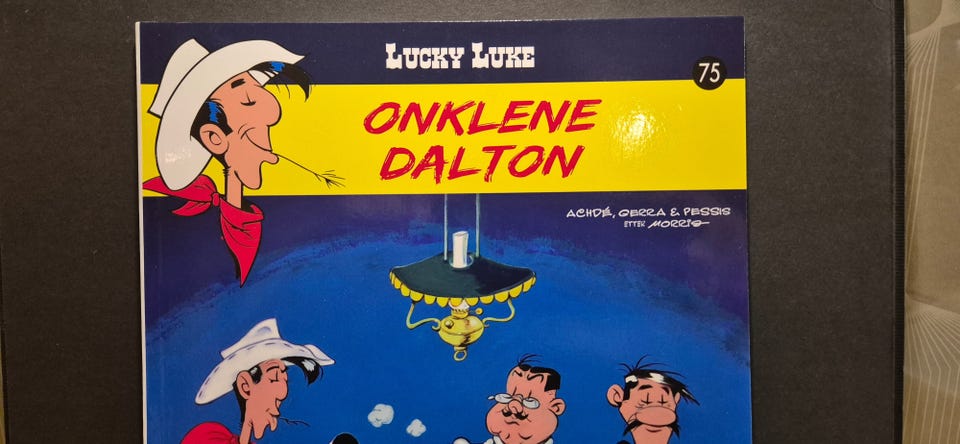 LUCKY LUKE
75
ONKLENE
DALTON
ACHDÉ, GERRA & PESSIS
ETTER MORRIS